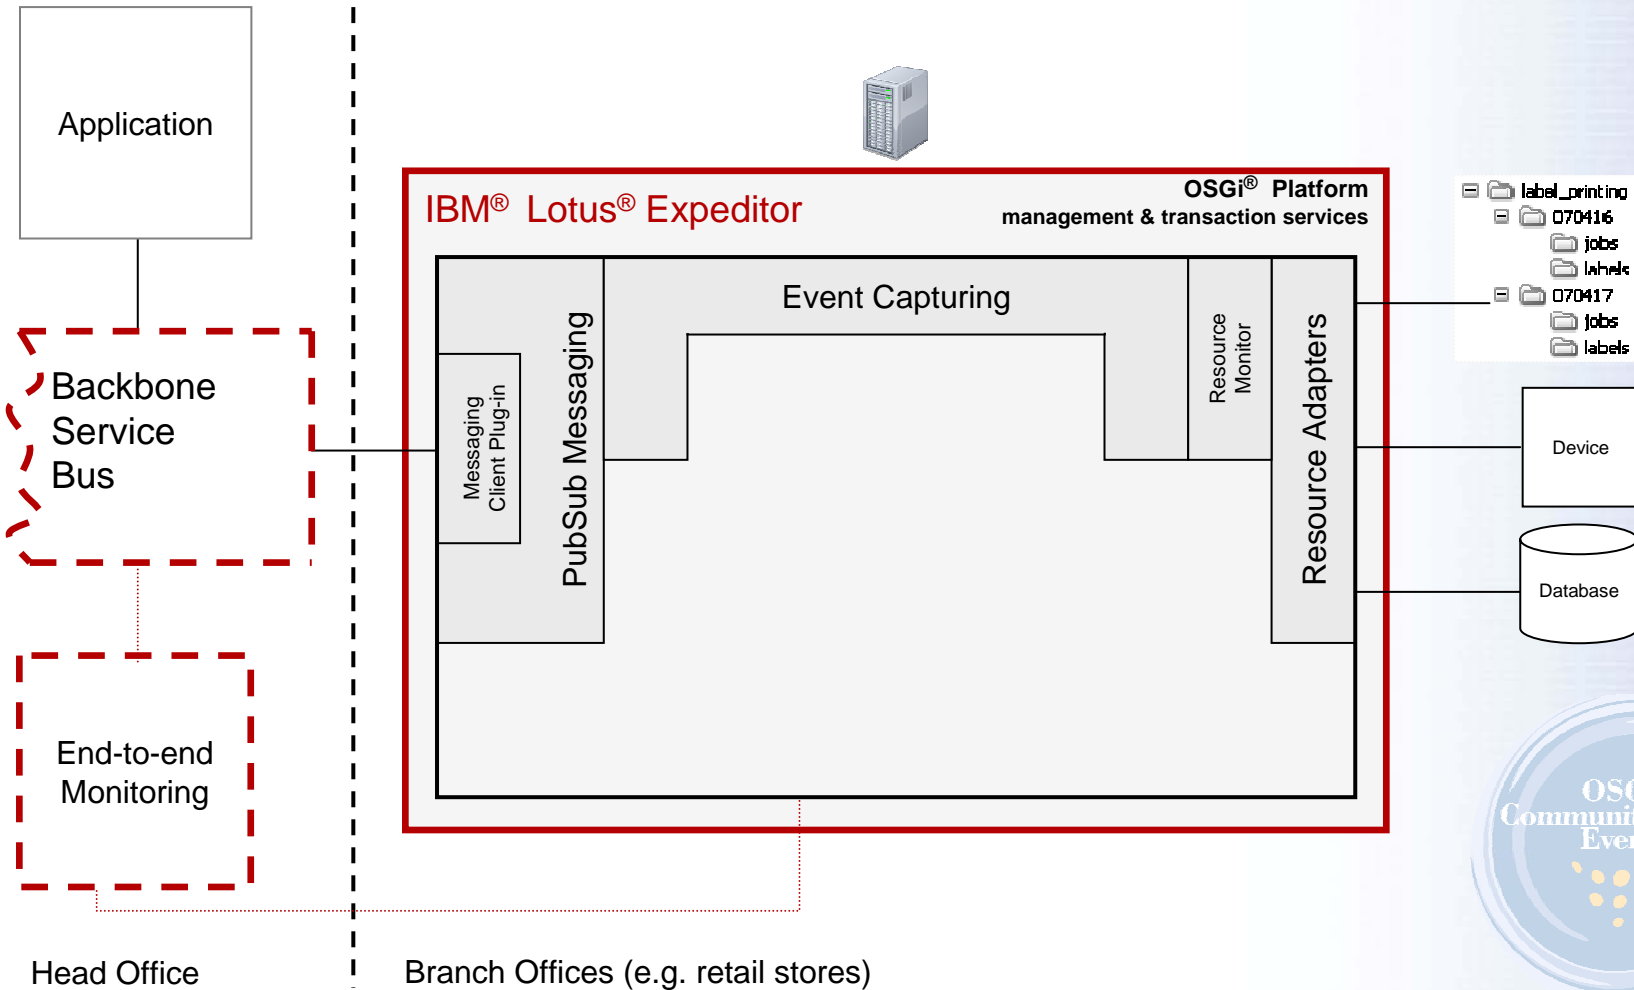 Application
IBM® Lotus® Expeditor
OSGi® Platform
management & transaction services
label_printing
070416
jobs
labels
070417
jobs
labels
Event Capturing
Resource
Monitor
Resource Adapters
PubSub Messaging
Messaging
Client Plug-in
Backbone
Service
Bus
Device
Database
End-to-end
Monitoring
Head Office
Branch Offices (e.g. retail stores)